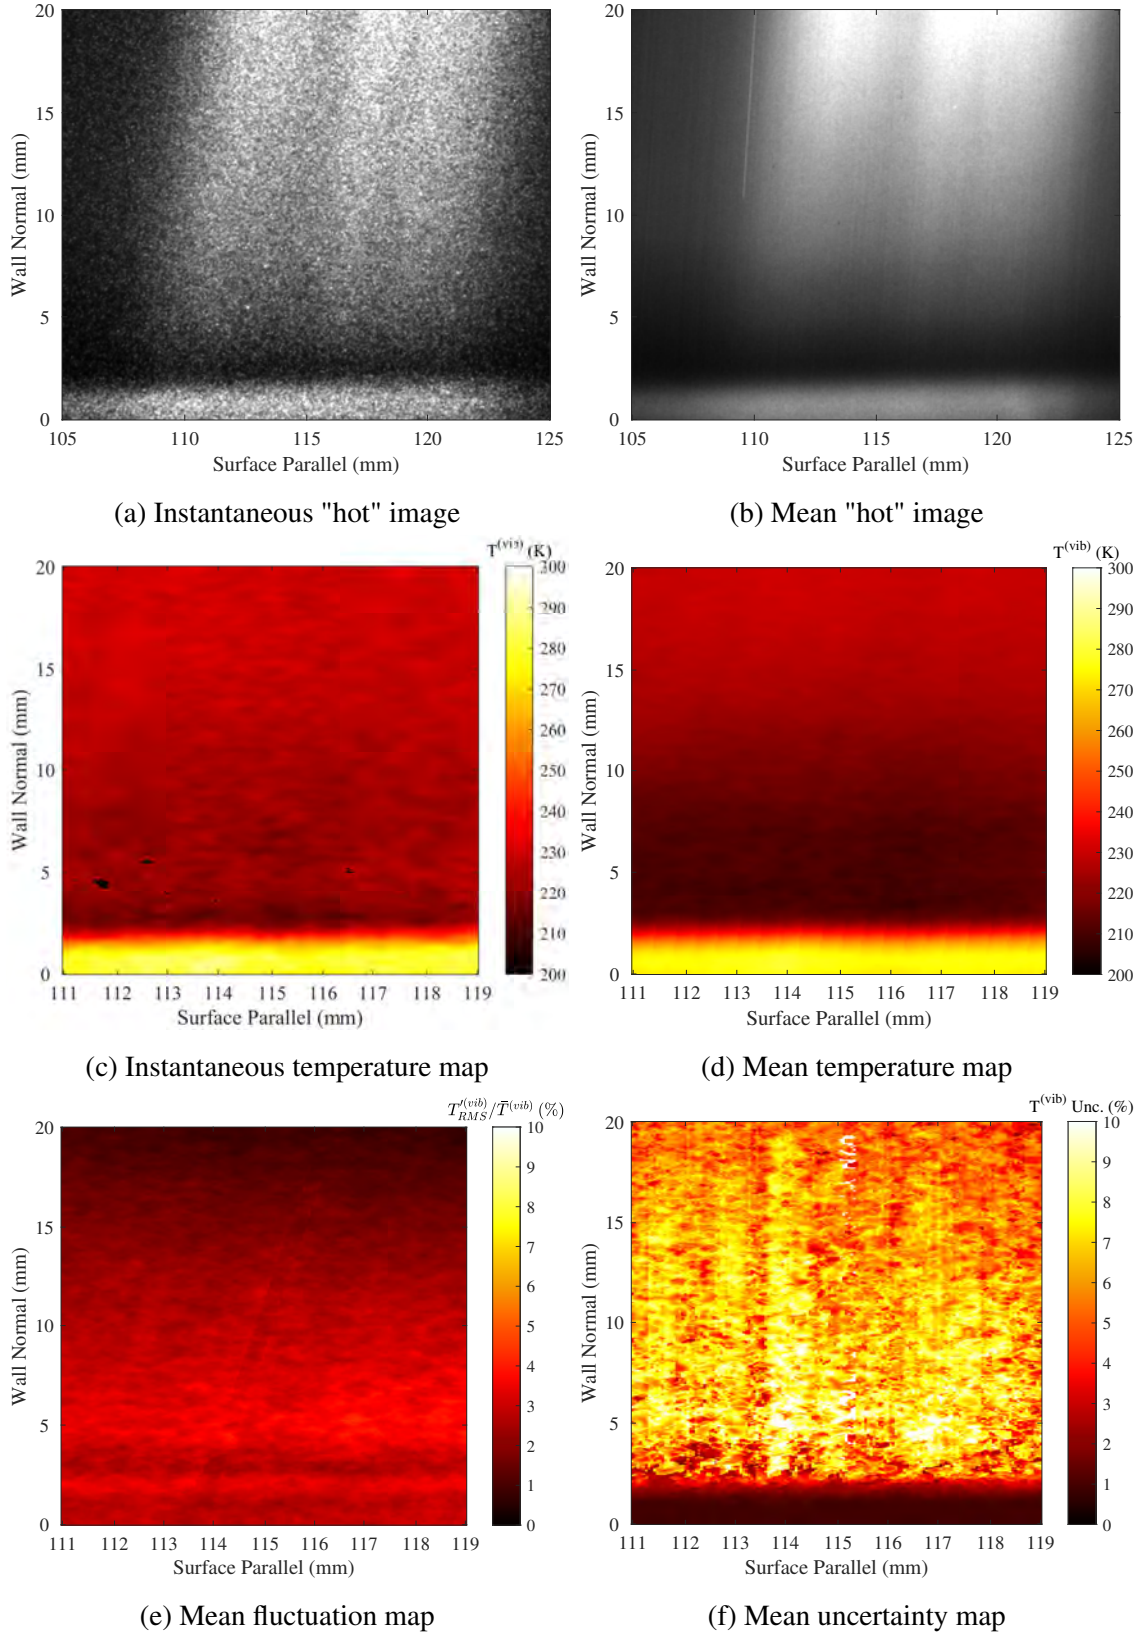 20
15
10
5
0
Wall Normal (mm)
105 110 115 120 125
Surface Parallel (mm)
(a) Instantaneous "hot" image
20
15
10
5
0
Wall Normal (mm)
105 110 115 120 125
Surface Parallel (mm)
(b) Mean "hot" image
T(vib) (K)
20
15
10
5
0
Wall Normal (mm)
111 112 113 114 115 116 117 118 119
Surface Parallel (mm)
300
290
280
270
260
250
240
230
220
210
200
(c) Instantaneous temperature map
T(vib) (K)
20
15
10
5
0
Wall Normal (mm)
111 112 113 114 115 116 117 118 119
Surface Parallel (mm)
300
290
280
270
260
250
240
230
220
210
200
(d) Mean temperature map
T′(vib)RMS/T̄(vib) (%)
20
15
10
5
0
Wall Normal (mm)
111 112 113 114 115 116 117 118 119
Surface Parallel (mm)
10
9
8
7
6
5
4
3
2
1
0
(e) Mean fluctuation map
T(vib) Unc. (%)
20
15
10
5
0
Wall Normal (mm)
111 112 113 114 115 116 117 118 119
Surface Parallel (mm)
10
9
8
7
6
5
4
3
2
1
0
(f) Mean uncertainty map